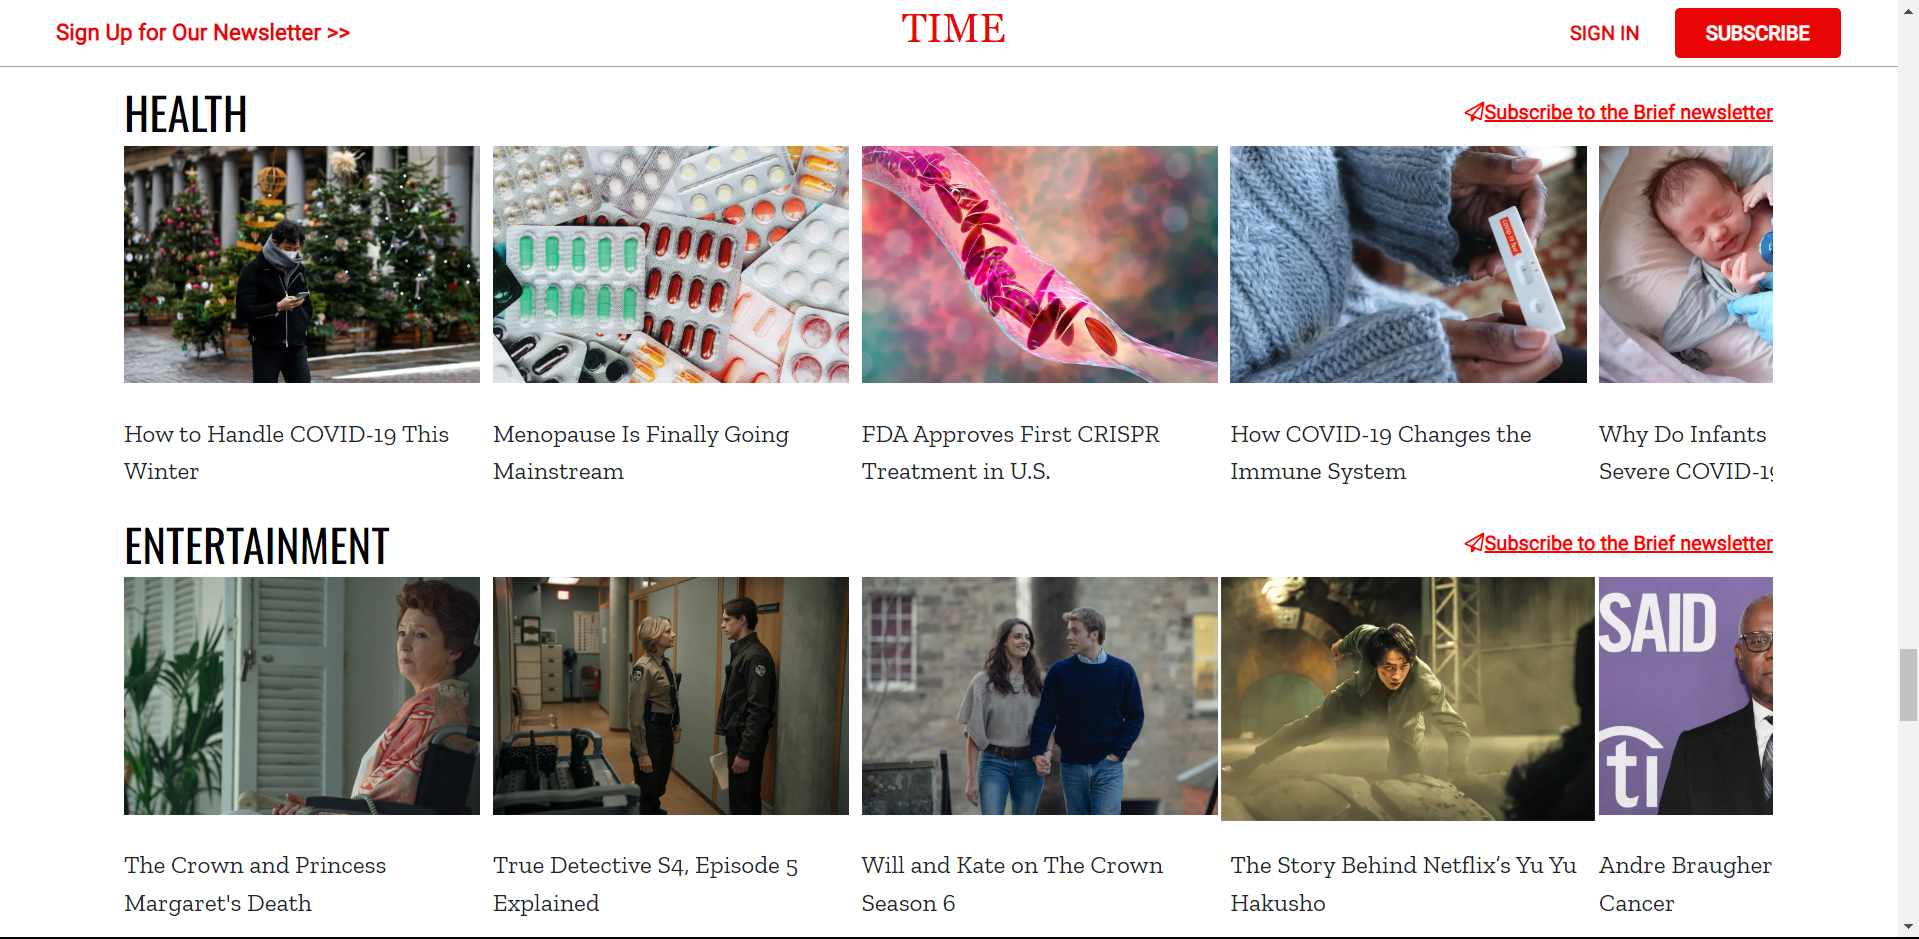 Sign Up for Our Newsletter >>
TIME
SIGN IN
SUBSCRIBE
HEALTH
Subscribe to the Brief newsletter
How to Handle COVID-19 This
Winter
Menopause Is Finally Going
Mainstream
FDA Approves First CRISPR
Treatment in U.S.
How COVID-19 Changes the
Immune System
Why Do Infants
Severe COVID-19
ENTERTAINMENT
Subscribe to the Brief newsletter
SAID
ti
The Crown and Princess
Margaret's Death
True Detective S4, Episode 5
Explained
Will and Kate on The Crown
Season 6
The Story Behind Netflix’s Yu Yu
Hakusho
Andre Braugher
Cancer